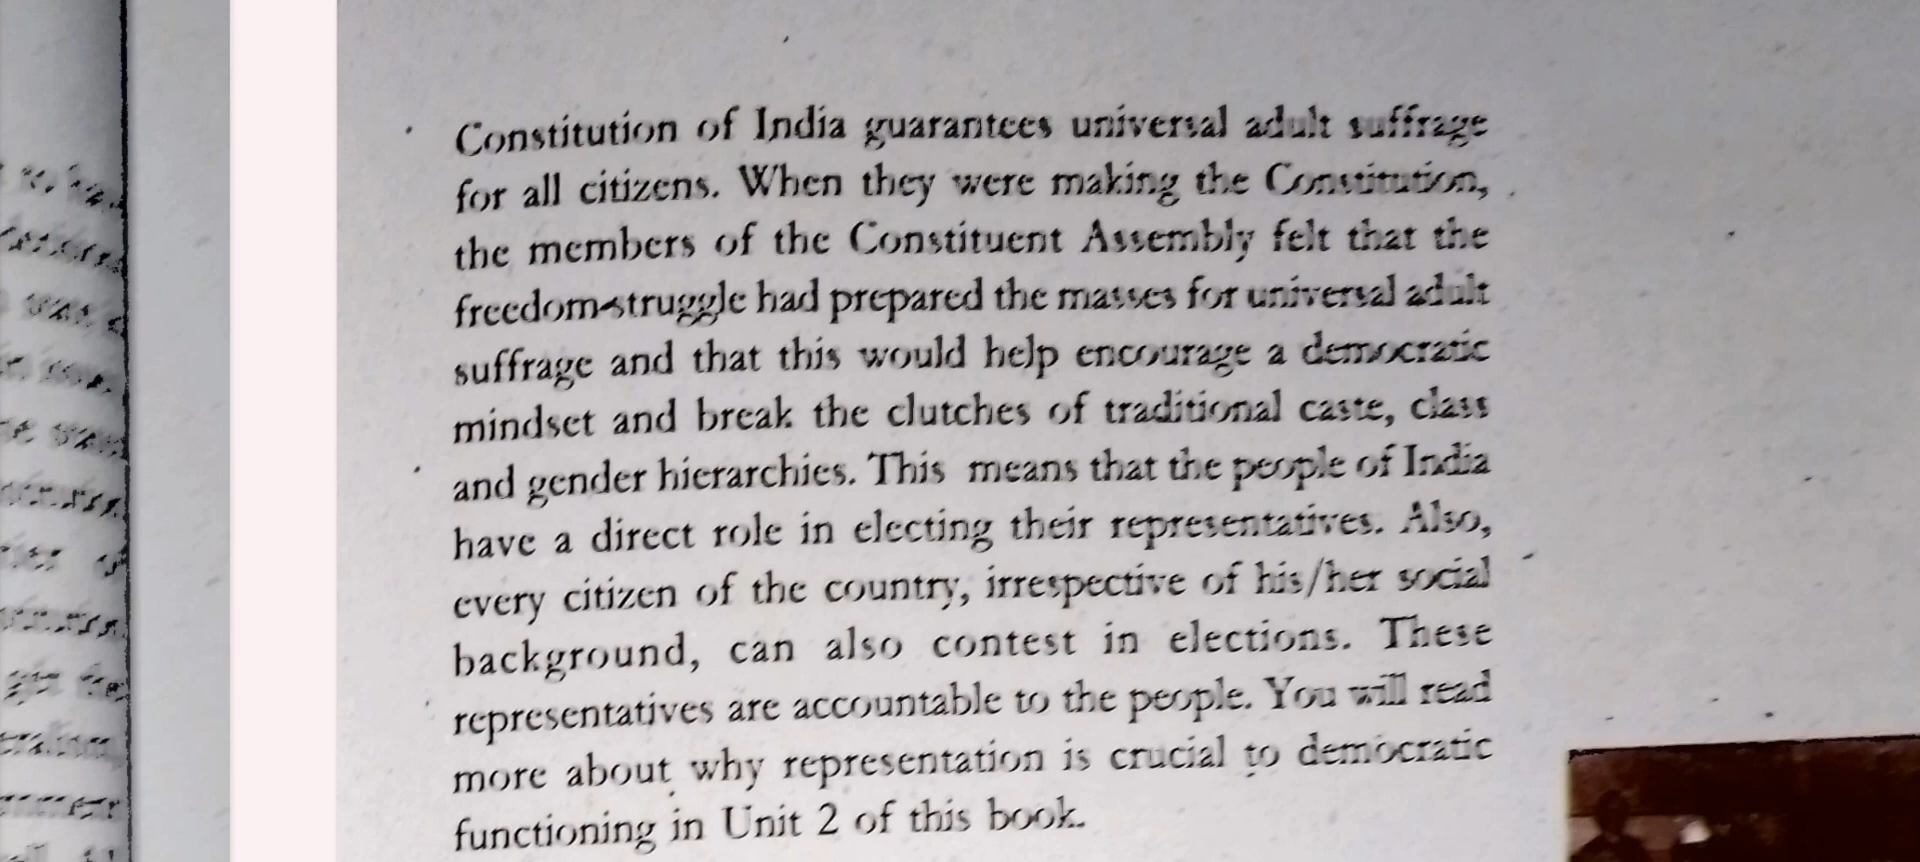 Constitution of India guarantees universal adult suffrage
for all citizens. When they were making the Constitution,
the members of the Constituent Assembly felt that the
freedom-struggle had prepared the masses for universal adult
suffrage and that this would help encourage a democratic
mindset and break the clutches of traditional caste, class
and gender hierarchies. This means that the people of India
have a direct role in electing their representatives. Also,
every citizen of the country, irrespective of his/her social
background, can also contest in elections. These
representatives are accountable to the people. You will read
more about why representation is crucial to democratic
functioning in Unit 2 of this book.